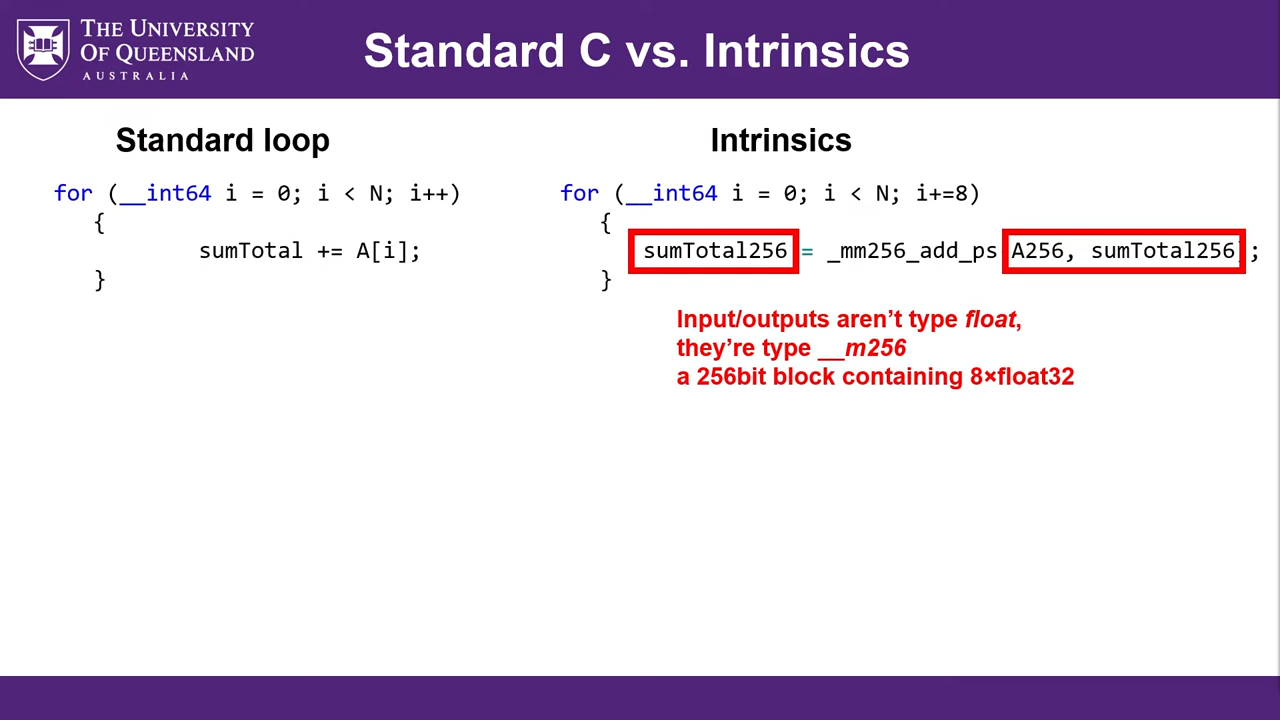 THE UNIVERSITY
OF QUEENSLAND
AUSTRALIA
Standard C vs. Intrinsics
Standard loop
for (__int64 i = 0; i < N; i++)
{
sumTotal += A[i];
}
Intrinsics
for (__int64 i = 0; i < N; i+=8)
{
sumTotal256 = _mm256_add_ps(A256, sumTotal256);
}
Input/outputs aren’t type float,
they’re type __m256
a 256bit block containing 8×float32